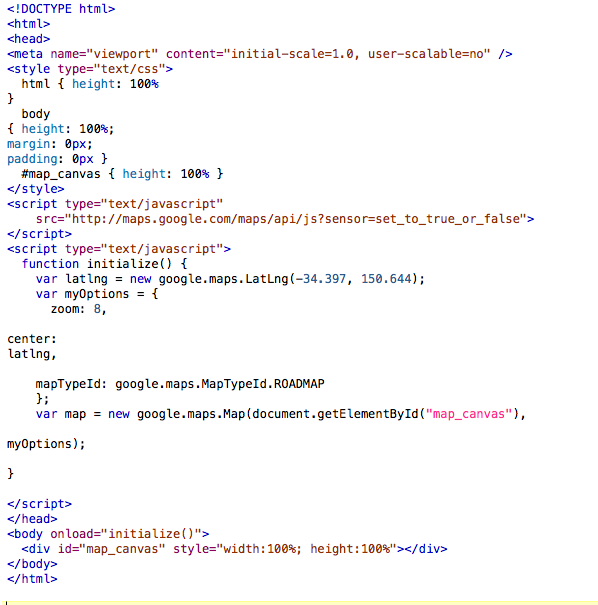 <!DOCTYPE html>
<html>
<head>
<meta name="viewport" content="initial-scale=1.0, user-scalable=no" />
<style type="text/css">
  html { height: 100%
}
  body
{ height: 100%;
margin: 0px;
padding: 0px }
  #map_canvas { height: 100% }
</style>
<script type="text/javascript"
    src="http://maps.google.com/maps/api/js?sensor=set_to_true_or_false">
</script>
<script type="text/javascript">
  function initialize() {
    var latlng = new google.maps.LatLng(-34.397, 150.644);
    var myOptions = {
      zoom: 8,
center:
latlng,
    mapTypeId: google.maps.MapTypeId.ROADMAP
    };
    var map = new google.maps.Map(document.getElementById("map_canvas"),
myOptions);
}
</script>
</head>
<body onload="initialize()">
  <div id="map_canvas" style="width:100%; height:100%"></div>
</body>
</html>